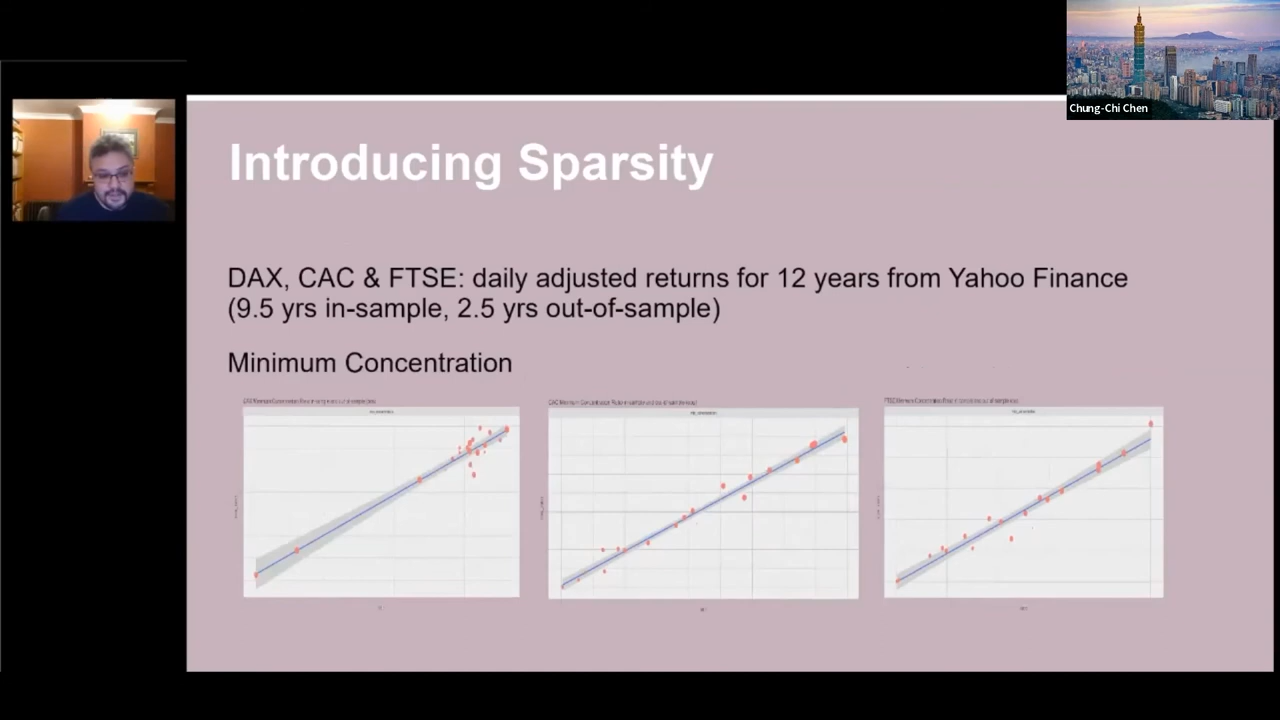 Chung-Chi Chen
Introducing Sparsity
DAX, CAC & FTSE: daily adjusted returns for 12 years from Yahoo Finance
(9.5 yrs in-sample, 2.5 yrs out-of-sample)
Minimum Concentration